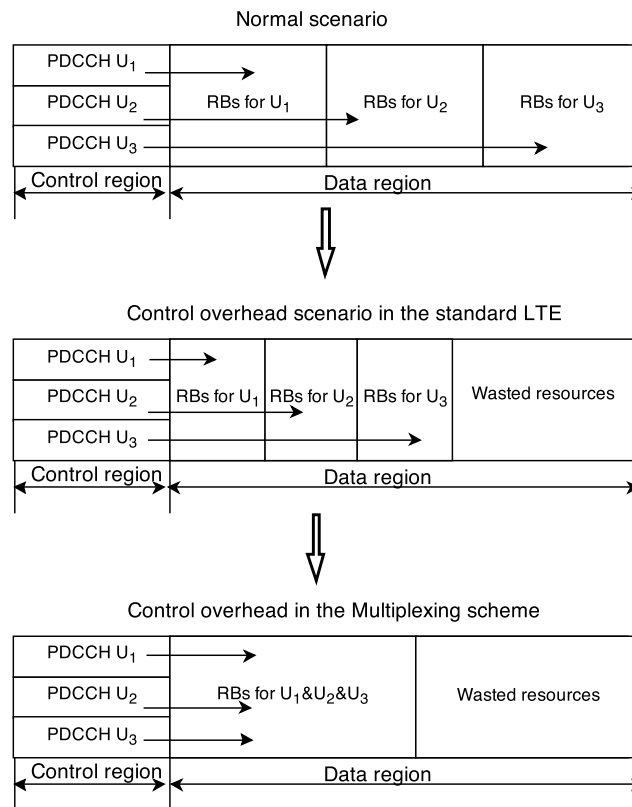 Normal scenario
PDCCH U1
PDCCH U2
PDCCH U3
RBs for U1
RBs for U2
RBs for U3
Control region
Data region
Control overhead scenario in the standard LTE
PDCCH U1
PDCCH U2
PDCCH U3
RBs for U1
RBs for U2
RBs for U3
Wasted resources
Control region
Data region
Control overhead in the Multiplexing scheme
PDCCH U1
PDCCH U2
PDCCH U3
RBs for U1&U2&U3
Wasted resources
Control region
Data region